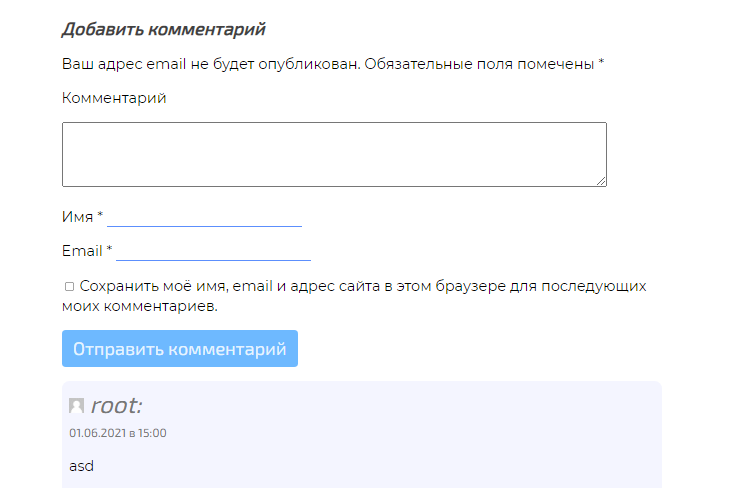 Добавить комментарий
Ваш адрес email не будет опубликован. Обязательные поля помечены *
Комментарий
Имя *
Email *
Сохранить моё имя, email и адрес сайта в этом браузере для последующих
моих комментариев.
Отправить комментарий
root:
01.06.2021 в 15:00
asd